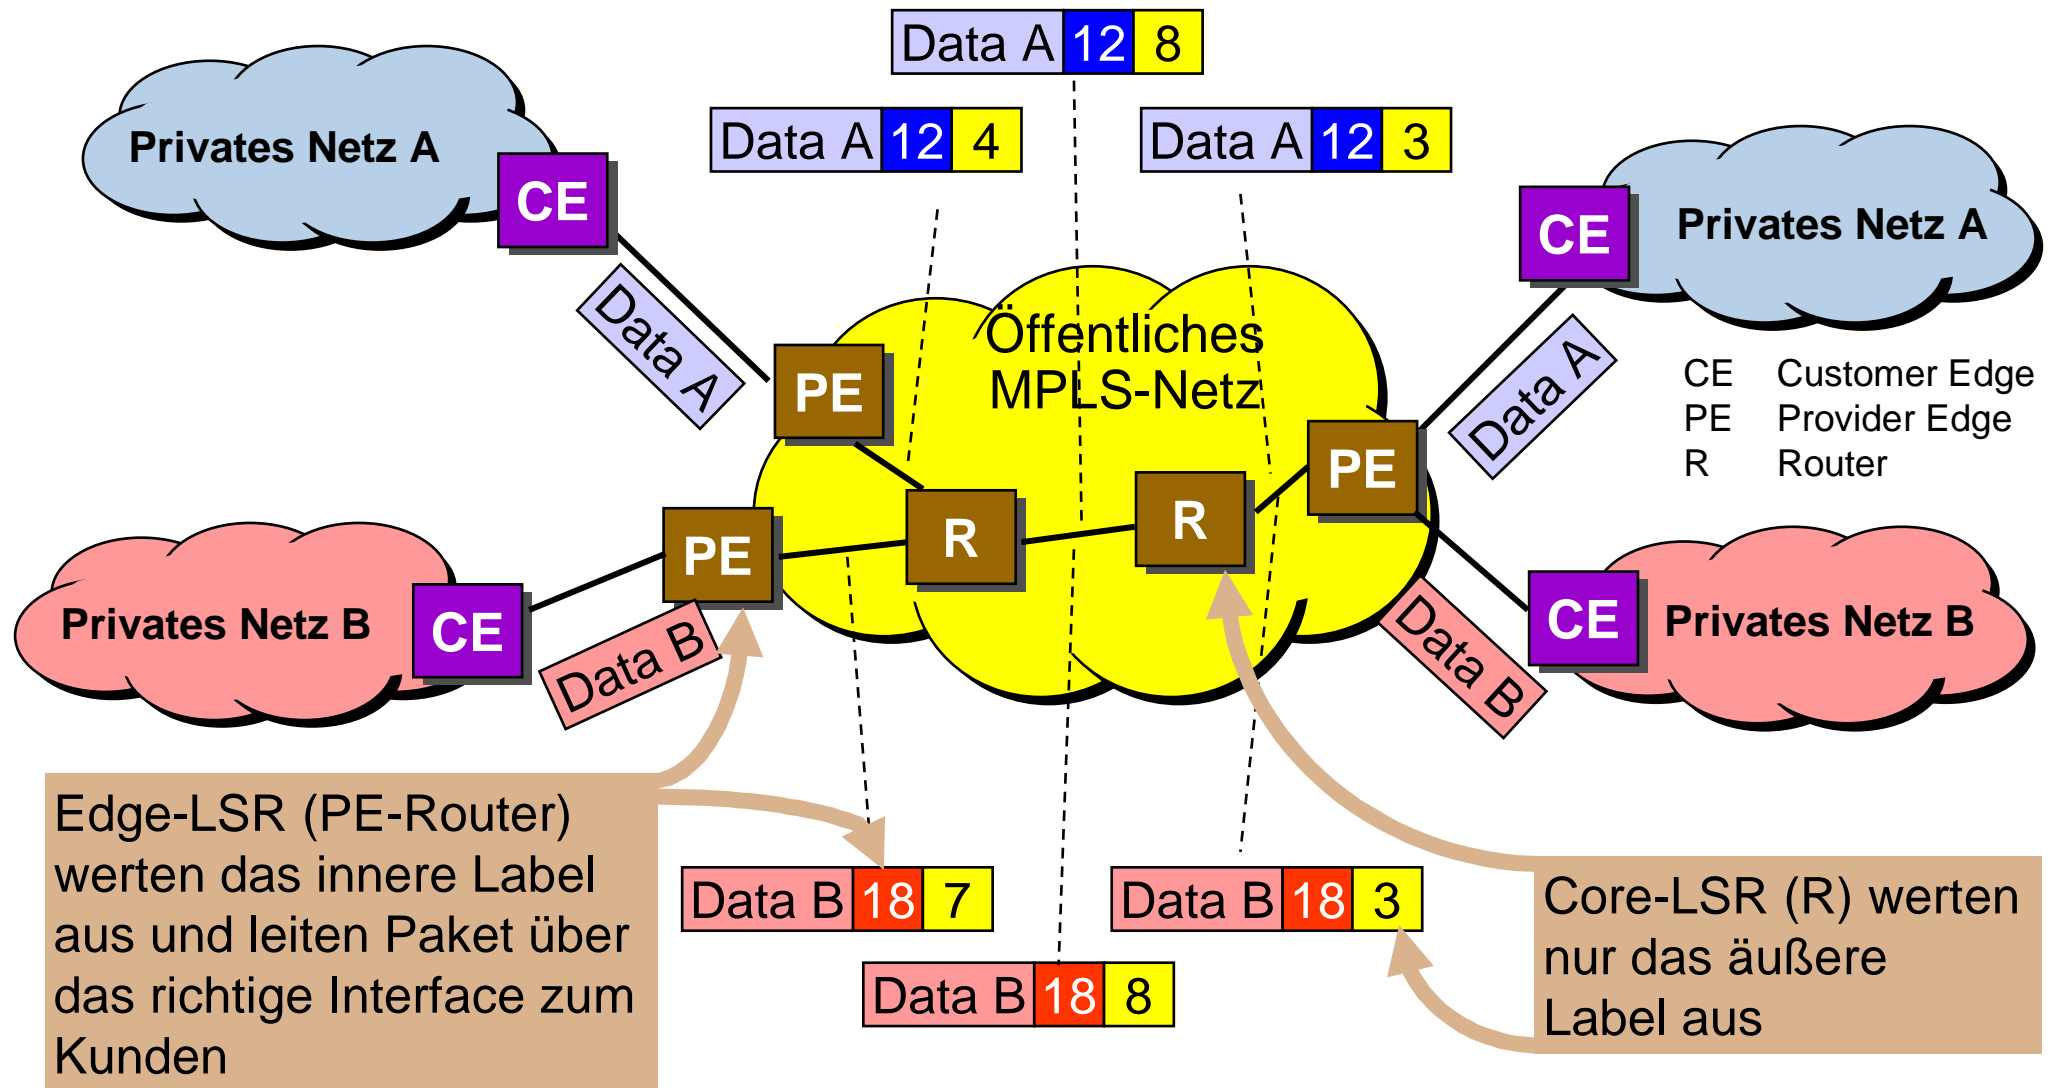 Data A 12 8
Data A 12 4
Data A 12 3
Privates Netz A
CE
CE
Privates Netz A
Data A
Öffentliches
MPLS-Netz
PE
PE
Data A
CE Customer Edge
PE Provider Edge
R Router
R
R
PE
Privates Netz B
CE
Data B
Data B
CE
Privates Netz B
Edge-LSR (PE-Router)
werten das innere Label
aus und leiten Paket über
das richtige Interface zum
Kunden
Data B 18 7
Data B 18 3
Data B 18 8
Core-LSR (R) werten
nur das äußere
Label aus